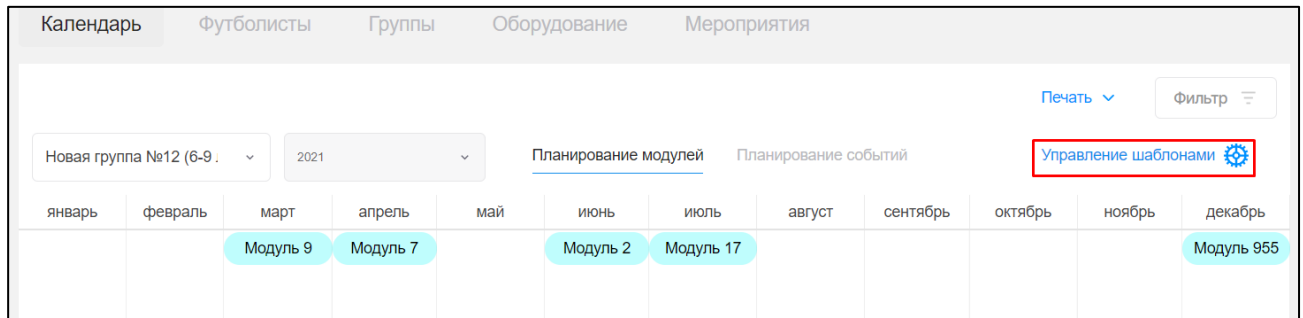 Календарь Футболисты Группы Оборудование Мероприятия
Печать Фильтр
Новая группа №12 (6-9 . 2021 Планирование модулей Планирование событий Управление шаблонами
январь февраль март апрель май июнь июль август сентябрь октябрь ноябрь декабрь
Модуль 9 Модуль 7 Модуль 2 Модуль 17 Модуль 955